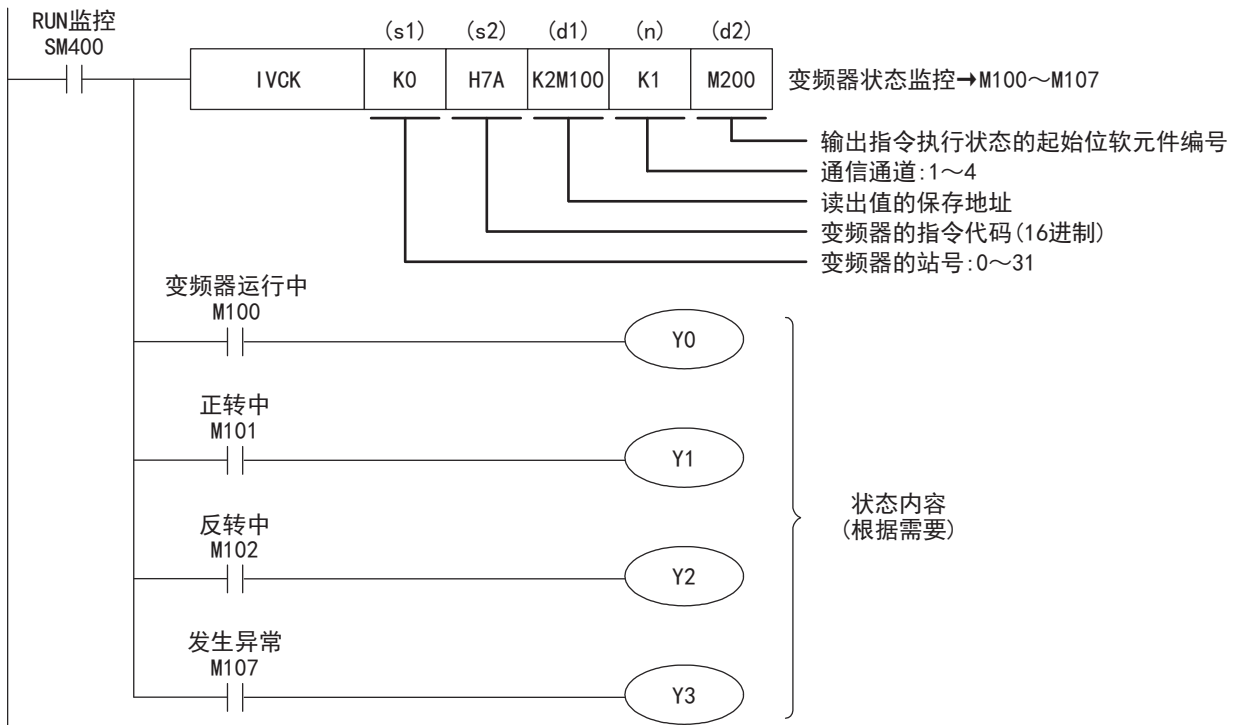 RUN监控
SM400
(s1) (s2) (d1) (n) (d2)
IVCK K0 H7A K2M100 K1 M200 变频器状态监控→M100～M107
输出指令执行状态的起始位软元件编号
通信通道:1～4
读出值的保存地址
变频器的指令代码(16进制)
变频器的站号:0～31
变频器运行中
M100
Y0
正转中
M101
Y1
反转中
M102
Y2
状态内容
(根据需要)
发生异常
M107
Y3